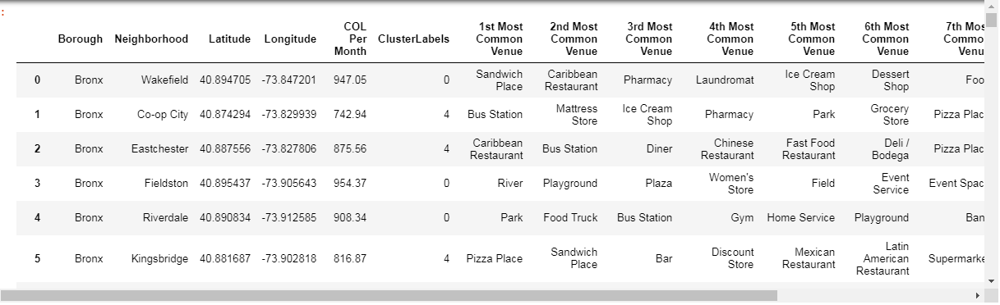 :
Borough Neighborhood Latitude Longitude COL Per Month ClusterLabels 1st Most Common Venue 2nd Most Common Venue 3rd Most Common Venue 4th Most Common Venue 5th Most Common Venue 6th Most Common Venue 7th Mos Commo Venu
0 Bronx Wakefield 40.894705 -73.847201 947.05 0 Sandwich Place Caribbean Restaurant Pharmacy Laundromat Ice Cream Shop Dessert Shop Foo
1 Bronx Co-op City 40.874294 -73.829939 742.94 4 Bus Station Mattress Store Ice Cream Shop Pharmacy Park Grocery Store Pizza Plac
2 Bronx Eastchester 40.887556 -73.827806 875.56 4 Caribbean Restaurant Bus Station Diner Chinese Restaurant Fast Food Restaurant Deli / Bodega Pizza Plac
3 Bronx Fieldston 40.895437 -73.905643 954.37 0 River Playground Plaza Women's Store Field Event Service Event Spac
4 Bronx Riverdale 40.890834 -73.912585 908.34 0 Park Food Truck Bus Station Gym Home Service Playground Ban
5 Bronx Kingsbridge 40.881687 -73.902818 816.87 4 Pizza Place Sandwich Place Bar Discount Store Mexican Restaurant Latin American Restaurant Supermarke